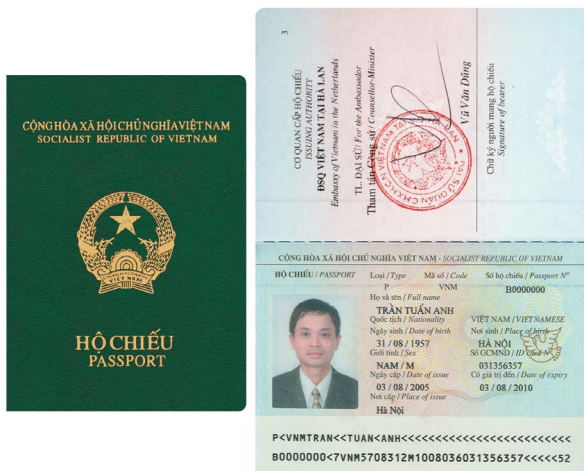 CỘNG HÒA XÃ HỘI CHỦ NGHĨA VIỆT NAM
SOCIALIST REPUBLIC OF VIETNAM
HỘ CHIẾU
PASSPORT
3
CƠ QUAN CẤP HỘ CHIẾU
ISSUING AUTHORITY
ĐSQ VIỆT NAM TẠI HÀ LAN
Embassy of Vietnam in the Netherlands
TL. ĐẠI SỨ/ For the Ambassador
Tham tán Công sứ / Counsellor-Minister
Vũ Văn Dũng
Chữ ký người mang hộ chiếu
Signature of bearer
CỘNG HÒA XÃ HỘI CHỦ NGHĨA VIỆT NAM - SOCIALIST REPUBLIC OF VIETNAM
HỘ CHIẾU / PASSPORT Loại / Type Mã số / Code Số hộ chiếu / Passport Nº
P VNM B0000000
Họ và tên / Full name
TRẦN TUẤN ANH
Quốc tịch / Nationality VIỆT NAM / VIETNAMESE
Ngày sinh / Date of birth Nơi sinh / Place of birth
31 / 08 / 1957 HÀ NỘI
Giới tính / Sex Số GCMND / ID card Nº
NAM / M 031356357
Ngày cấp / Date of issue Có giá trị đến / Date of expiry
03 / 08 / 2005 03 / 08 / 2010
Nơi cấp / Place of issue
Hà Nội
P<VNMTRAN<<TUAN<ANH<<<<<<<<<<<<<<<<<<<<<<<<<
B0000000<7VNM5708312M1008036031356357<<<<<52